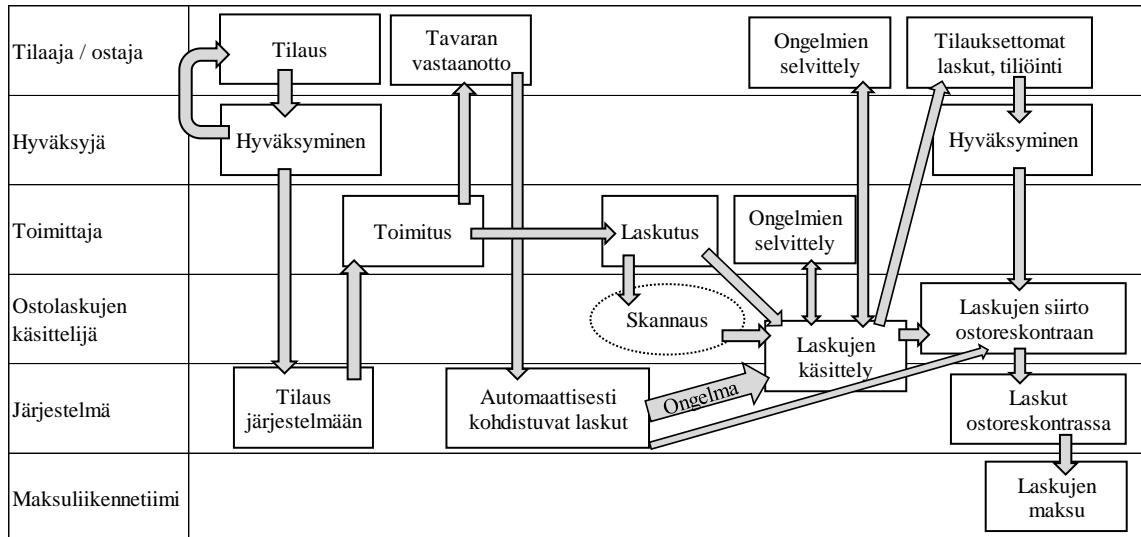 Tilaaja / ostaja
Tilaus
Tavaran
vastaanotto
Ongelmien
selvittely
Tilauksettomat
laskut, tiliöinti
Hyväksyjä
Hyväksyminen
Hyväksyminen
Toimittaja
Toimitus
Laskutus
Ongelmien
selvittely
Ostolaskujen
käsittelijä
Skannaus
Laskujen
käsittely
Laskujen siirto
ostoreskontraan
Järjestelmä
Tilaus
järjestelmään
Automaattisesti
kohdistuvat laskut
Ongelma
Laskut
ostoreskontrassa
Maksuliikennetiimi
Laskujen
maksu